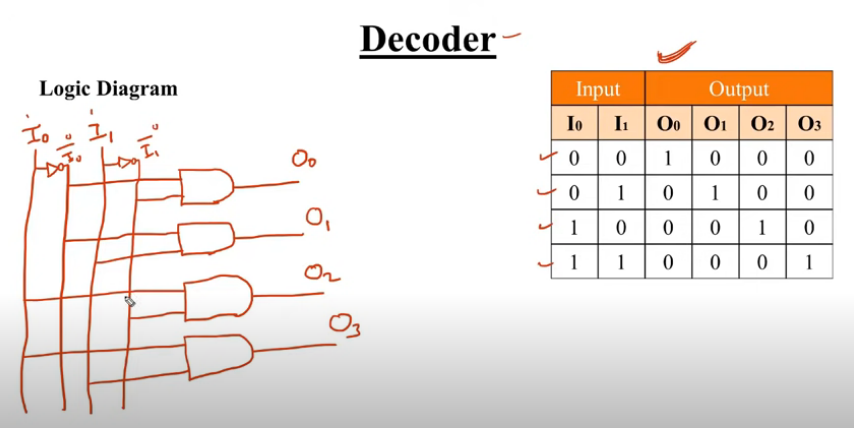 Decoder
Logic Diagram
I0 I̅0 I1 I̅1
O0
O1
O2
O3
Input Output
I0 I1 O0 O1 O2 O3
0 0 1 0 0 0
0 1 0 1 0 0
1 0 0 0 1 0
1 1 0 0 0 1